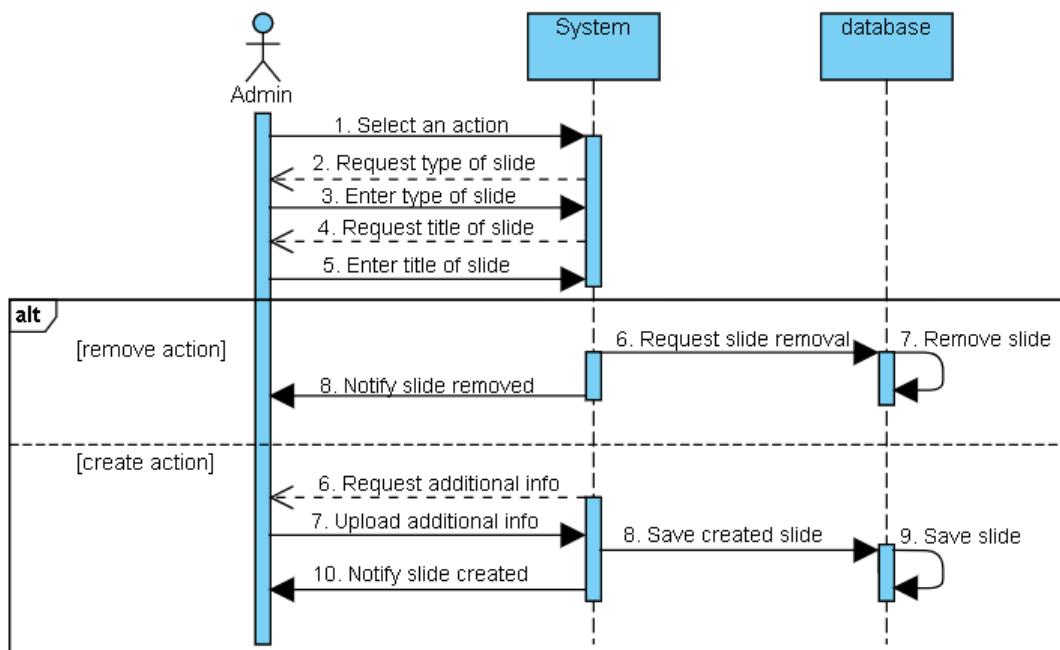 System
database
Admin
1. Select an action
2. Request type of slide
3. Enter type of slide
4. Request title of slide
5. Enter title of slide
alt
[remove action]
6. Request slide removal
7. Remove slide
8. Notify slide removed
[create action]
6. Request additional info
7. Upload additional info
8. Save created slide
9. Save slide
10. Notify slide created